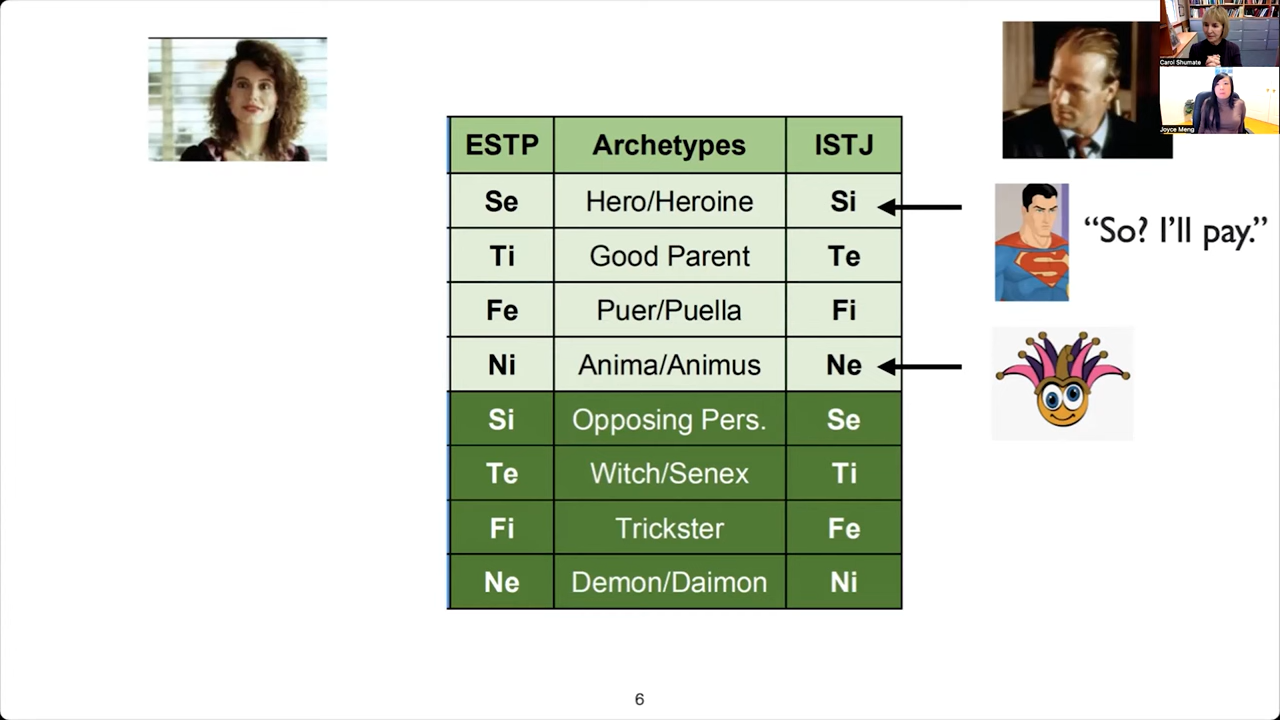 Carol Shumate
Joyce Meng
ESTP Archetypes ISTJ
Se Hero/Heroine Si
"So? I'll pay."
Ti Good Parent Te
Fe Puer/Puella Fi
Ni Anima/Animus Ne
Si Opposing Pers. Se
Te Witch/Senex Ti
Fi Trickster Fe
Ne Demon/Daimon Ni
6